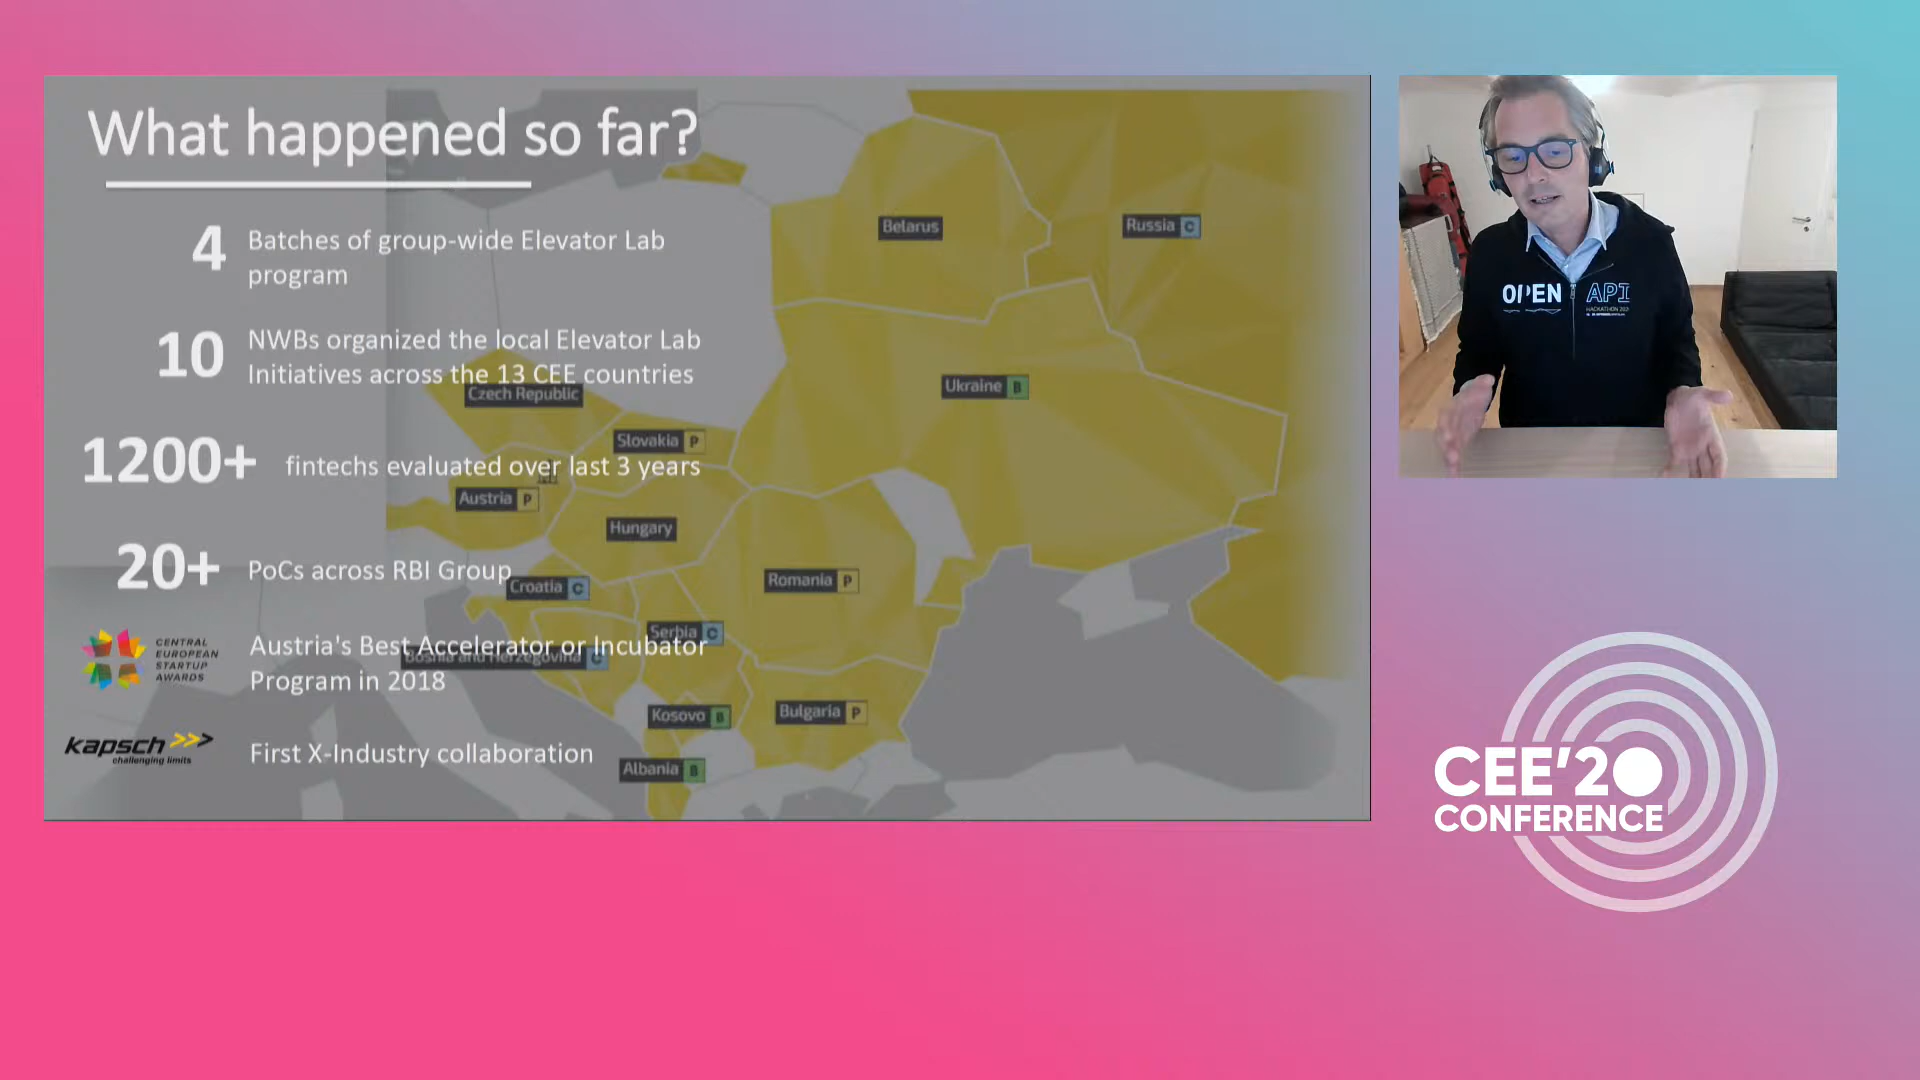 What happened so far?
4
Batches of group-wide Elevator Lab
program
10
NWBs organized the local Elevator Lab
Initiatives across the 13 CEE countries
1200+
fintechs evaluated over last 3 years
20+
PoCs across RBI Group
CENTRAL
EUROPEAN
STARTUP
AWARDS
Austria's Best Accelerator or Incubator
Program in 2018
kapsch >>>
challenging limits
First X-Industry collaboration
Belarus
Russia C
Ukraine B
Czech Republic
Slovakia P
Austria P
Hungary
Romania P
Croatia C
Serbia C
Bosnia and Herzegovina C
Kosovo B
Bulgaria P
Albania B
OPEN API
CEE'20
CONFERENCE